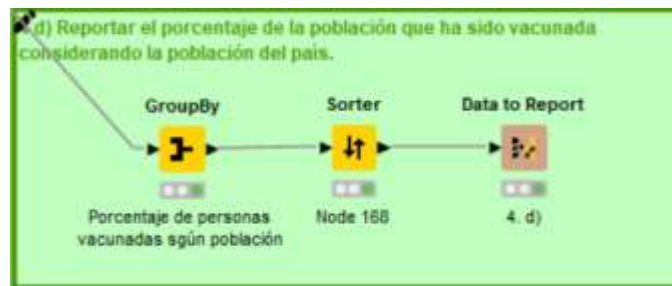 d) Reportar el porcentaje de la población que ha sido vacunada
considerando la población del país.
GroupBy
Sorter
Data to Report
Porcentaje de personas
vacunadas sgún población
Node 168
4. d)